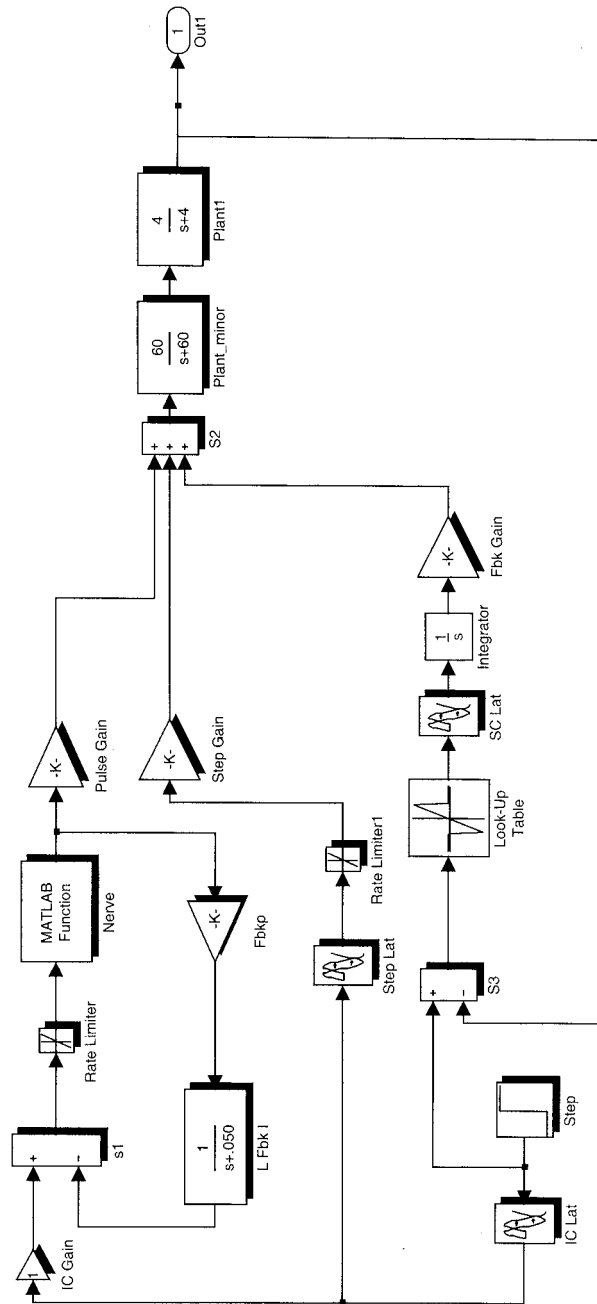 1
Out1
4
s+4
Plant1
60
s+60
Plant_minor
+
+
+
S2
-K-
Pulse Gain
-K-
Step Gain
-K-
Fbk Gain
MATLAB
Function
Nerve
-K-
Fbkp
Rate Limiter
Rate Limiter1
Step Lat
1
s
Integrator
SC Lat
Look-Up
Table
+
-
S3
+
-
s1
1
s+.050
L Fbk l
1
IC Gain
Step
IC Lat